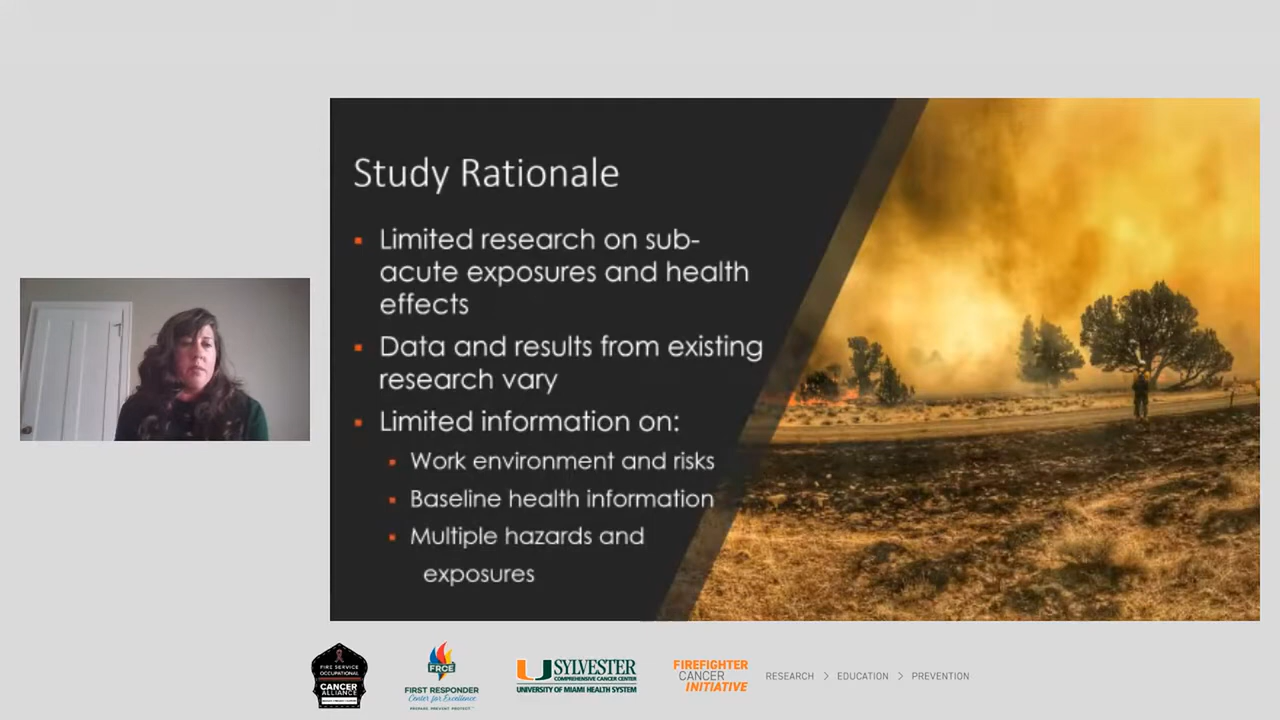 Study Rationale
Limited research on sub-
acute exposures and health
effects
Data and results from existing
research vary
Limited information on:
Work environment and risks
Baseline health information
Multiple hazards and
exposures
FIRE SERVICE
OCCUPATIONAL
CANCER
ALLIANCE
FRCE
FIRST RESPONDER
Center for Excellence
PREPARE. PREVENT. PROTECT.
SYLVESTER
COMPREHENSIVE CANCER CENTER
UNIVERSITY OF MIAMI HEALTH SYSTEM
FIREFIGHTER
CANCER
INITIATIVE
RESEARCH > EDUCATION > PREVENTION